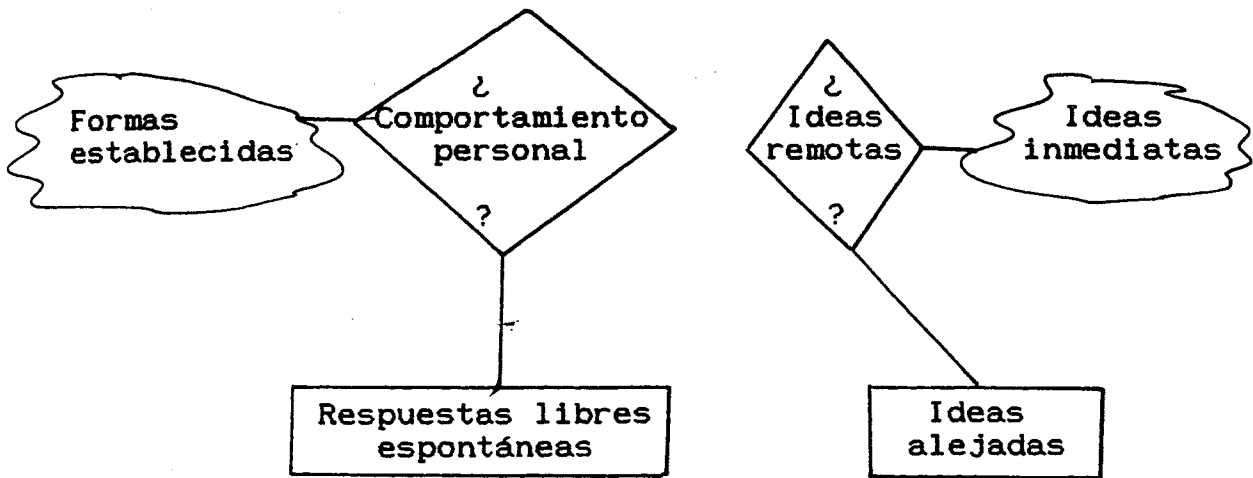 Formas
establecidas
¿
Comportamiento
personal
?
¿
Ideas
remotas
?
Ideas
inmediatas
Respuestas libres
espontáneas
Ideas
alejadas